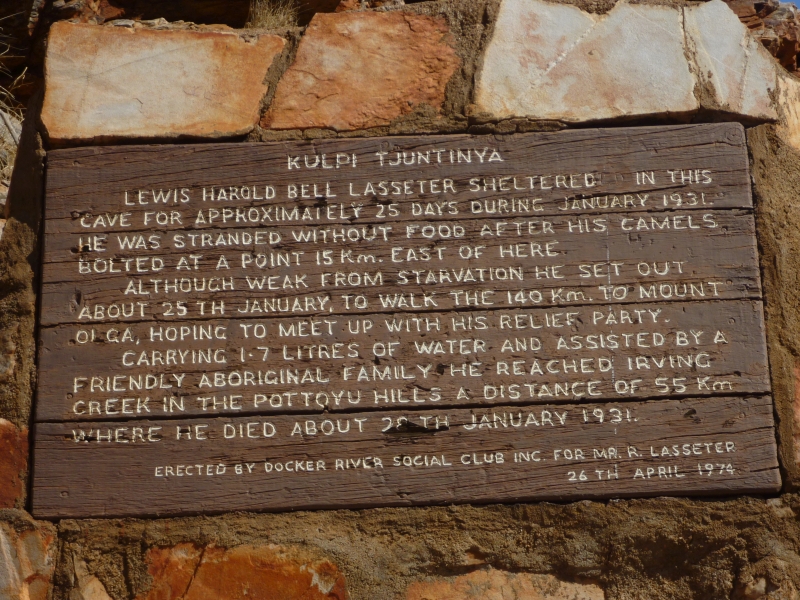 KULPI TJUNTINYA
LEWIS HAROLD BELL LASSETER SHELTERED IN THIS
CAVE FOR APPROXIMATELY 25 DAYS DURING JANUARY 1931.
HE WAS STRANDED WITHOUT FOOD AFTER HIS CAMELS
BOLTED AT A POINT 15 Km. EAST OF HERE.
ALTHOUGH WEAK FROM STARVATION HE SET OUT
ABOUT 25 TH JANUARY, TO WALK THE 140 Km. TO MOUNT
OLGA, HOPING TO MEET UP WITH HIS RELIEF PARTY.
CARRYING 1·7 LITRES OF WATER AND ASSISTED BY A
FRIENDLY ABORIGINAL FAMILY HE REACHED IRVING
CREEK IN THE POTTOYU HILLS A DISTANCE OF 55 Km
WHERE HE DIED ABOUT 28 TH JANUARY 1931.
ERECTED BY DOCKER RIVER SOCIAL CLUB INC. FOR MR. R. LASSETER
26 TH APRIL 1974